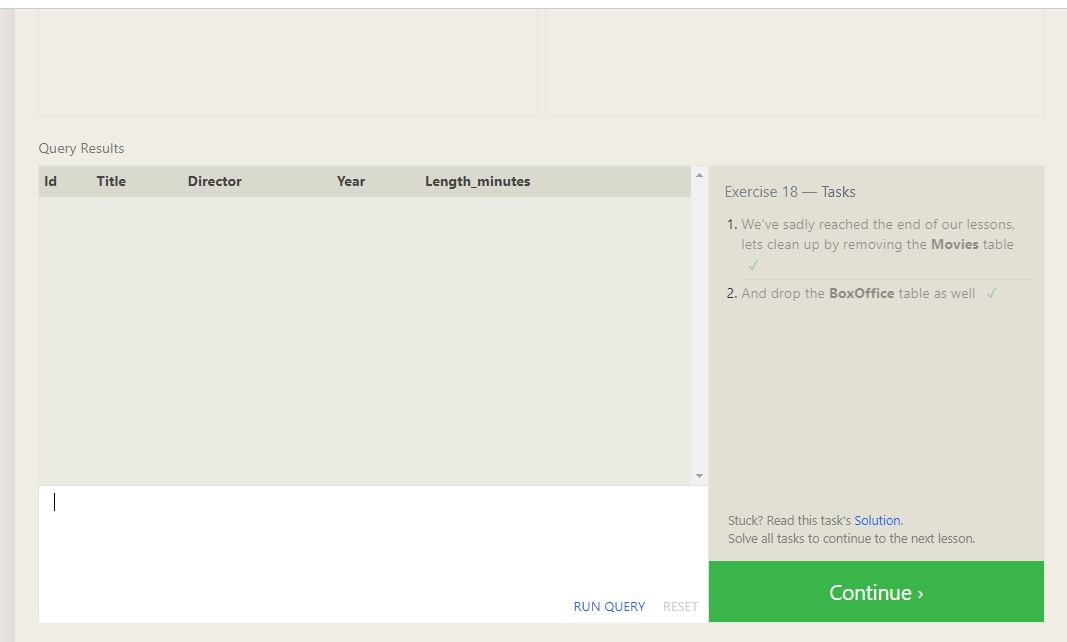 Query Results
Id Title Director Year Length_minutes
Exercise 18 — Tasks
1. We've sadly reached the end of our lessons,
lets clean up by removing the Movies table
✓
2. And drop the BoxOffice table as well ✓
Stuck? Read this task's Solution.
Solve all tasks to continue to the next lesson.
RUN QUERY RESET
Continue ›